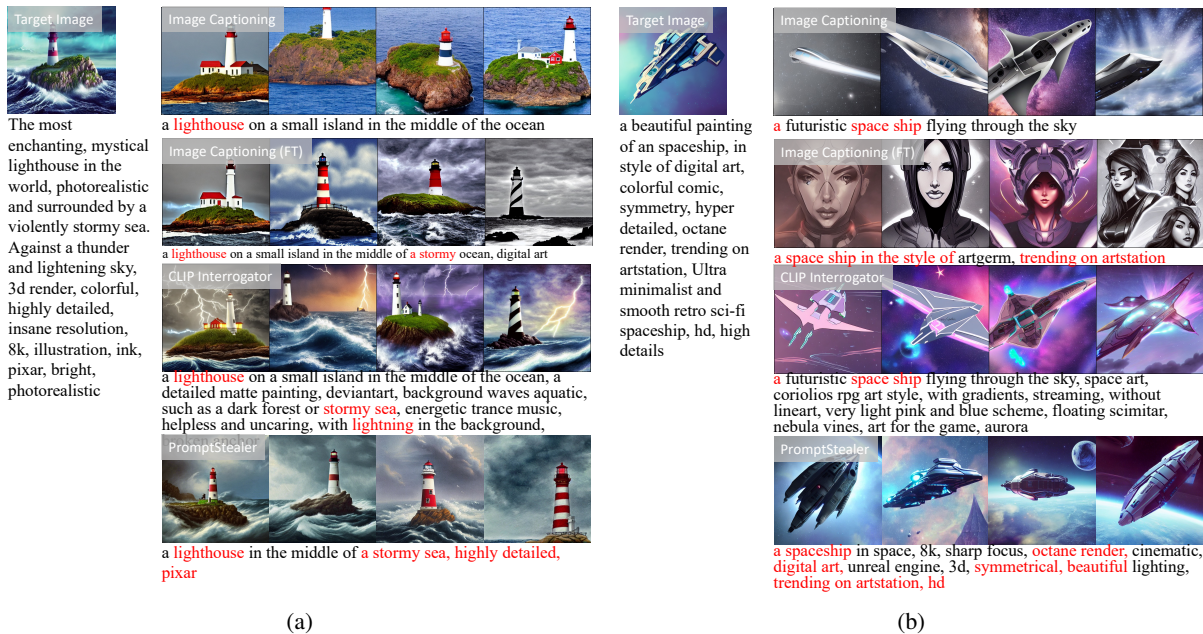 Target Image
The most
enchanting, mystical
lighthouse in the
world, photorealistic
and surrounded by a
violently stormy sea.
Against a thunder
and lightening sky,
3d render, colorful,
highly detailed,
insane resolution,
8k, illustration, ink,
pixar, bright,
photorealistic
Image Captioning
a lighthouse on a small island in the middle of the ocean
Image Captioning (FT)
a lighthouse on a small island in the middle of a stormy ocean, digital art
CLIP Interrogator
a lighthouse on a small island in the middle of the ocean, a
detailed matte painting, deviantart, background waves aquatic,
such as a dark forest or stormy sea, energetic trance music,
helpless and uncaring, with lightning in the background,
broken anchor
PromptStealer
a lighthouse in the middle of a stormy sea, highly detailed,
pixar
(a)
Target Image
a beautiful painting
of an spaceship, in
style of digital art,
colorful comic,
symmetry, hyper
detailed, octane
render, trending on
artstation, Ultra
minimalist and
smooth retro sci-fi
spaceship, hd, high
details
Image Captioning
a futuristic space ship flying through the sky
Image Captioning (FT)
a space ship in the style of artgerm, trending on artstation
CLIP Interrogator
a futuristic space ship flying through the sky, space art,
coriolios rpg art style, with gradients, streaming, without
lineart, very light pink and blue scheme, floating scimitar,
nebula vines, art for the game, aurora
PromptStealer
a spaceship in space, 8k, sharp focus, octane render, cinematic,
digital art, unreal engine, 3d, symmetrical, beautiful lighting,
trending on artstation, hd
(b)